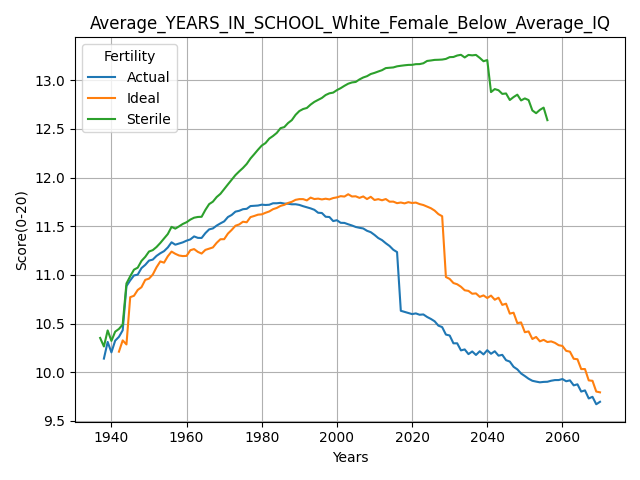 Average_YEARS_IN_SCHOOL_White_Female_Below_Average_IQ
Fertility
Actual
Ideal
Sterile
Score(0-20)
13.0
12.5
12.0
11.5
11.0
10.5
10.0
9.5
1940 1960 1980 2000 2020 2040 2060
Years